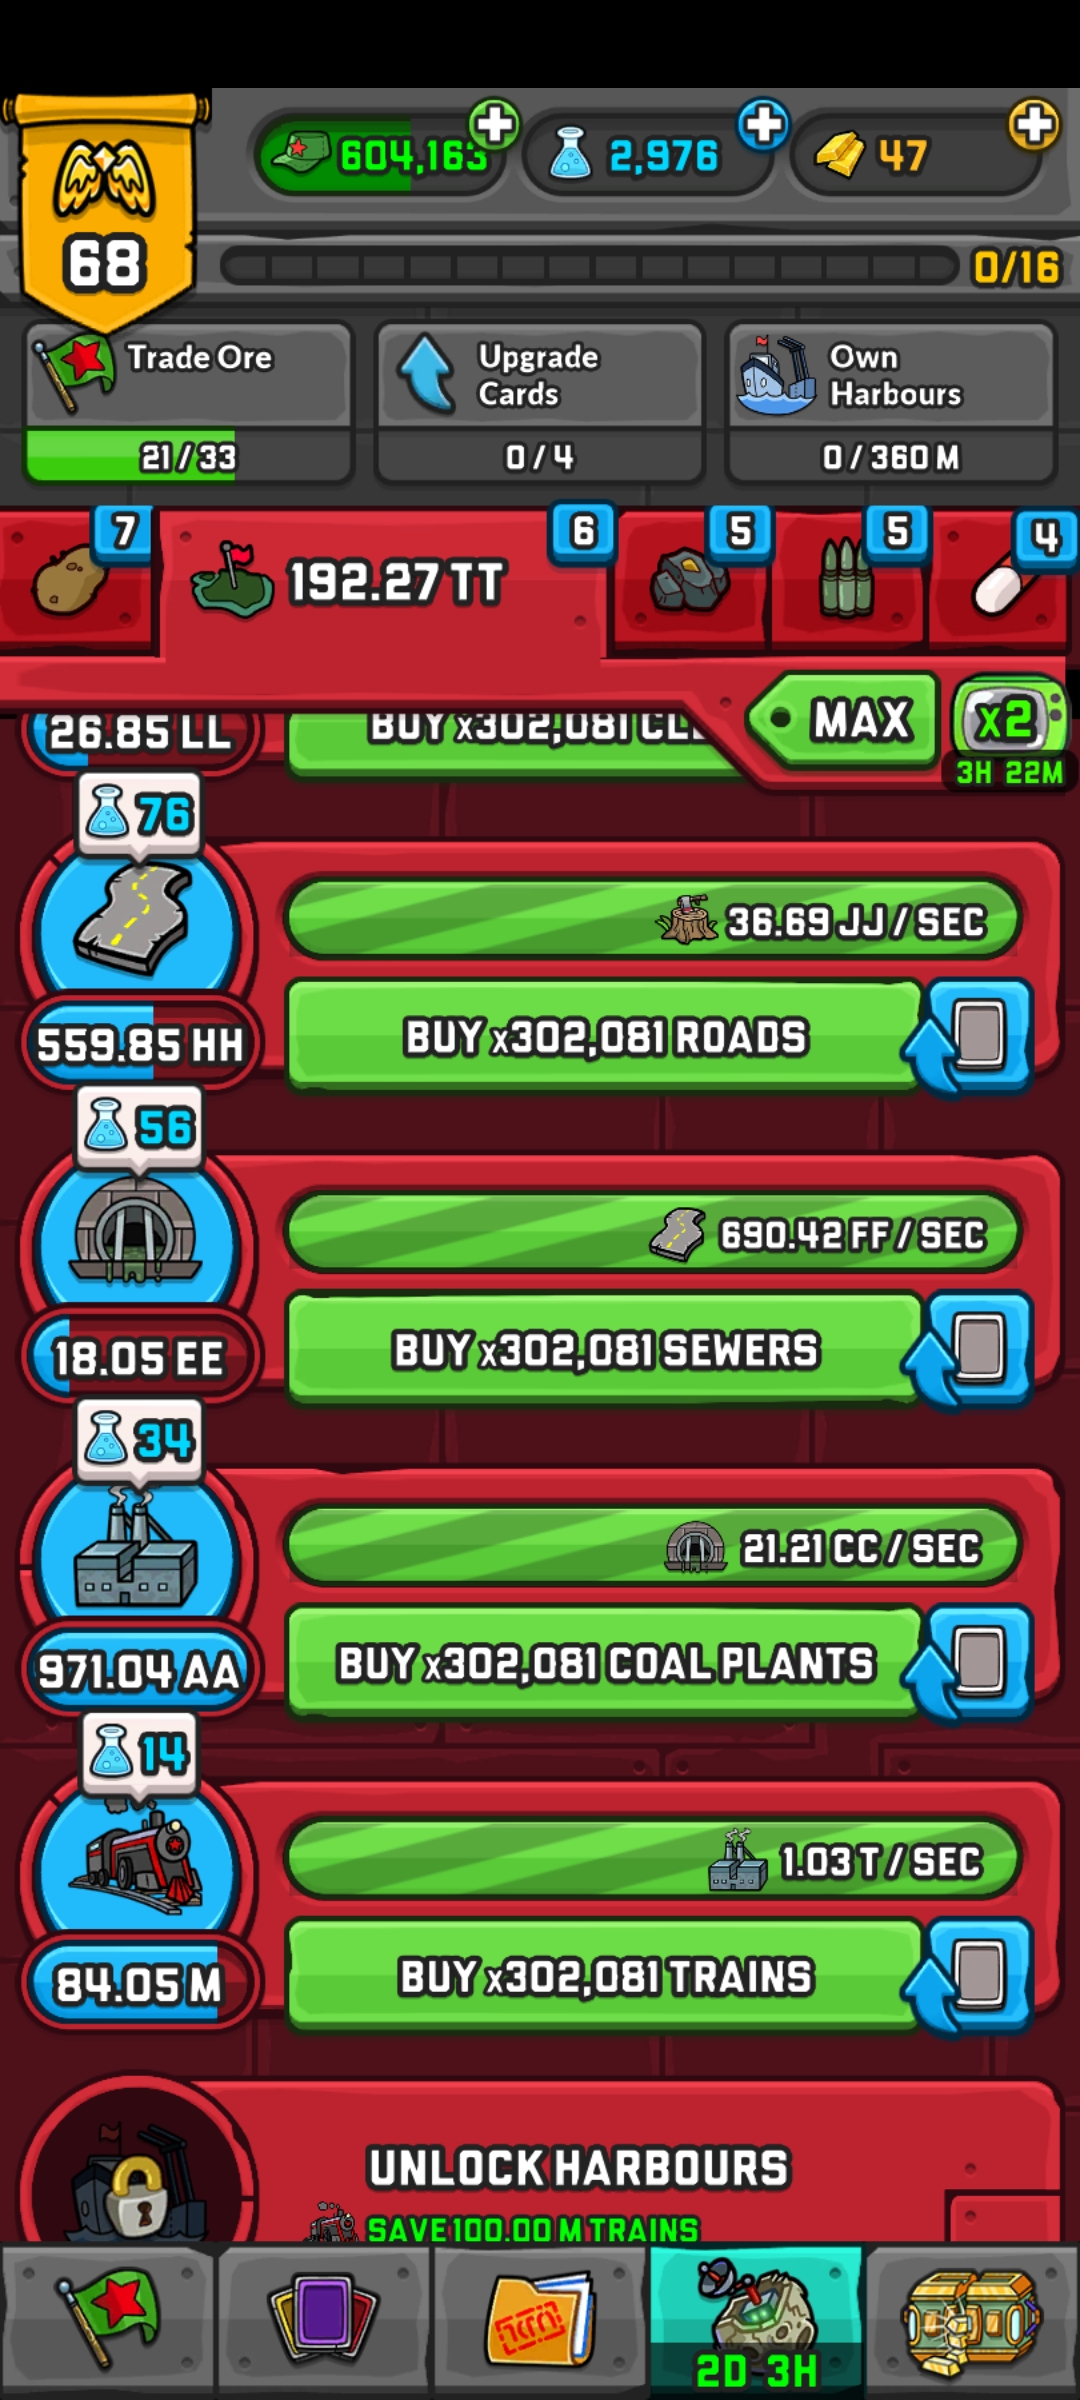 604,163
2,976
47
68
0/16
Trade Ore
21/33
Upgrade
Cards
0/4
Own
Harbours
0/360 M
7
192.27 TT
6
5
5
4
MAX
x2
3H 22M
26.85 LL
BUY x302,081
76
36.69 JJ / SEC
559.85 HH
BUY x302,081 ROADS
56
690.42 FF / SEC
18.05 EE
BUY x302,081 SEWERS
34
21.21 CC / SEC
971.04 AA
BUY x302,081 COAL PLANTS
14
1.03 T / SEC
84.05 M
BUY x302,081 TRAINS
UNLOCK HARBOURS
SAVE 100.00 M TRAINS
2D 3H